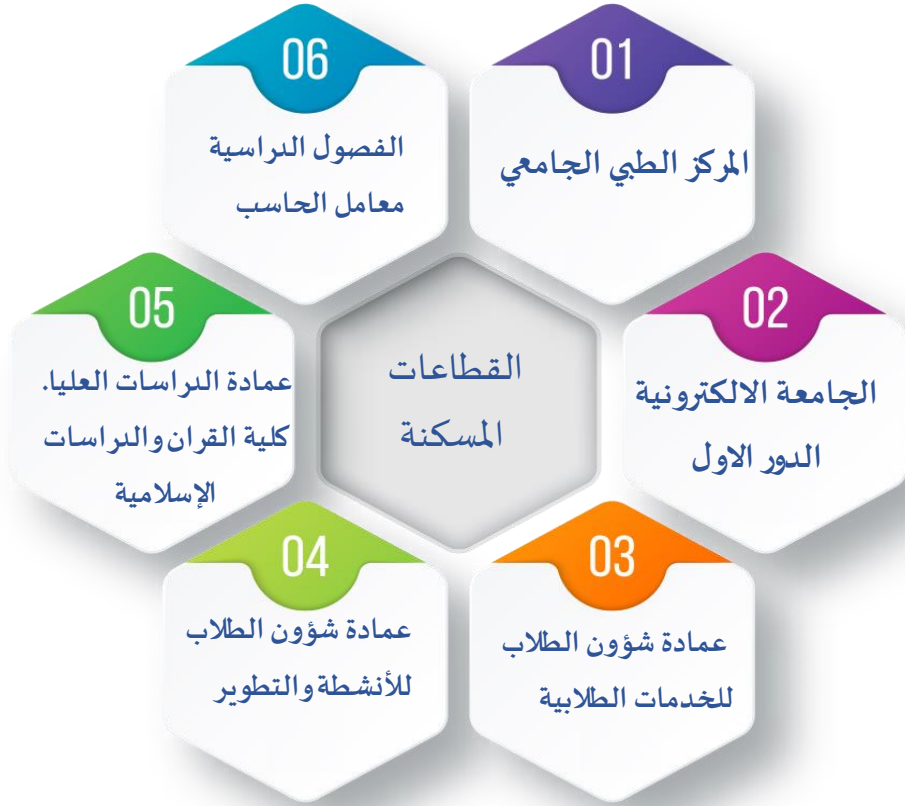 القطاعات
المسكنة
01
المركز الطبي الجامعي
02
الجامعة الالكترونية
الدور الاول
03
عمادة شؤون الطلاب
للخدمات الطلابية
04
عمادة شؤون الطلاب
للأنشطة والتطوير
05
عمادة الدراسات العليا.
كلية القران والدراسات
الإسلامية
06
الفصول الدراسية
معامل الحاسب